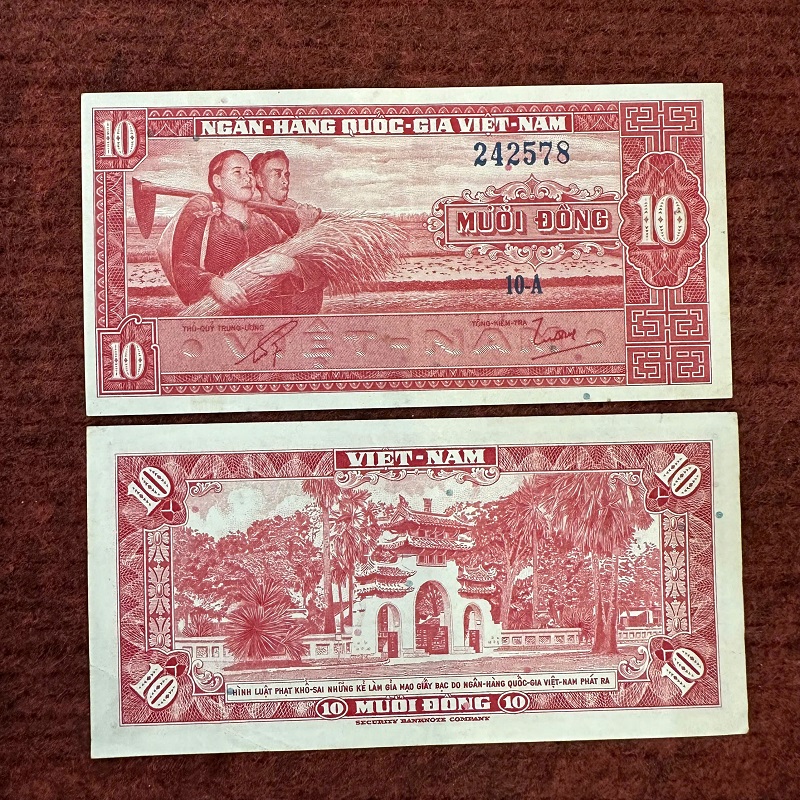 10
NGÂN-HÀNG QUỐC-GIA VIỆT-NAM
242578
MƯỜI ĐỒNG
10
10-A
THỦ-QUỸ TRUNG-ƯƠNG
TỔNG-KIỂM-TRA
VIỆT-NAM
10
VIỆT-NAM
10
10
10
10
HÌNH LUẬT PHẠT KHỔ-SAI NHỮNG KẺ LÀM GIẢ MẠO GIẤY BẠC DO NGÂN-HÀNG QUỐC-GIA VIỆT-NAM PHÁT RA
10 MƯỜI ĐỒNG 10
SECURITY BANKNOTE COMPANY